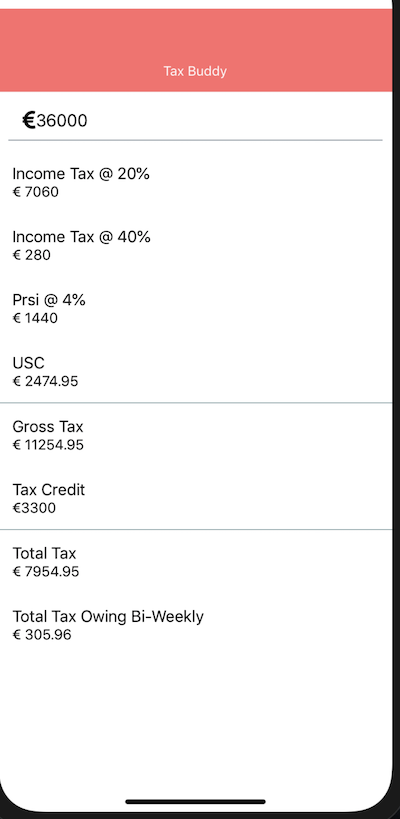 Tax Buddy
€36000
Income Tax @ 20%
€ 7060
Income Tax @ 40%
€ 280
Prsi @ 4%
€ 1440
USC
€ 2474.95
Gross Tax
€ 11254.95
Tax Credit
€3300
Total Tax
€ 7954.95
Total Tax Owing Bi-Weekly
€ 305.96